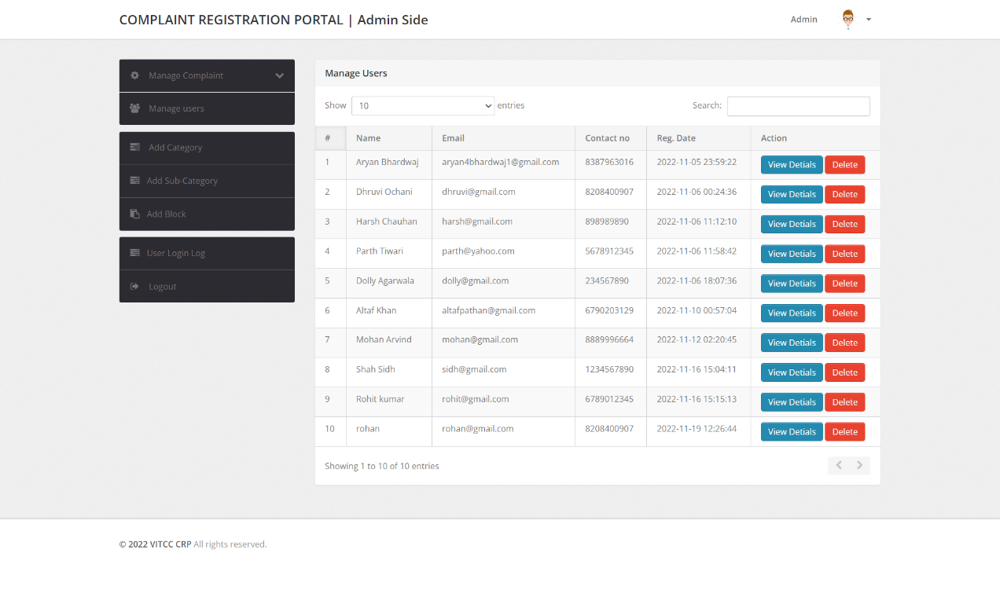 COMPLAINT REGISTRATION PORTAL | Admin Side
Admin
Manage Complaint
Manage users
Add Category
Add Sub-Category
Add Block
User Login Log
Logout
Manage Users
Show 10 entries Search:
# Name Email Contact no Reg. Date Action
1 Aryan Bhardwaj aryan4bhardwaj1@gmail.com 8387963016 2022-11-05 23:59:22 View Detials Delete
2 Dhruvi Ochani dhruvi@gmail.com 8208400907 2022-11-06 00:24:36 View Detials Delete
3 Harsh Chauhan harsh@gmail.com 898989890 2022-11-06 11:12:10 View Detials Delete
4 Parth Tiwari parth@yahoo.com 5678912345 2022-11-06 11:58:42 View Detials Delete
5 Dolly Agarwala dolly@gmail.com 234567890 2022-11-06 18:07:36 View Detials Delete
6 Altaf Khan altafpathan@gmail.com 6790203129 2022-11-10 00:57:04 View Detials Delete
7 Mohan Arvind mohan@gmail.com 8889996664 2022-11-12 02:20:45 View Detials Delete
8 Shah Sidh sidh@gmail.com 1234567890 2022-11-16 15:04:11 View Detials Delete
9 Rohit kumar rohit@gmail.com 6789012345 2022-11-16 15:15:13 View Detials Delete
10 rohan rohan@gmail.com 8208400907 2022-11-19 12:26:44 View Detials Delete
Showing 1 to 10 of 10 entries
© 2022 VITCC CRP All rights reserved.